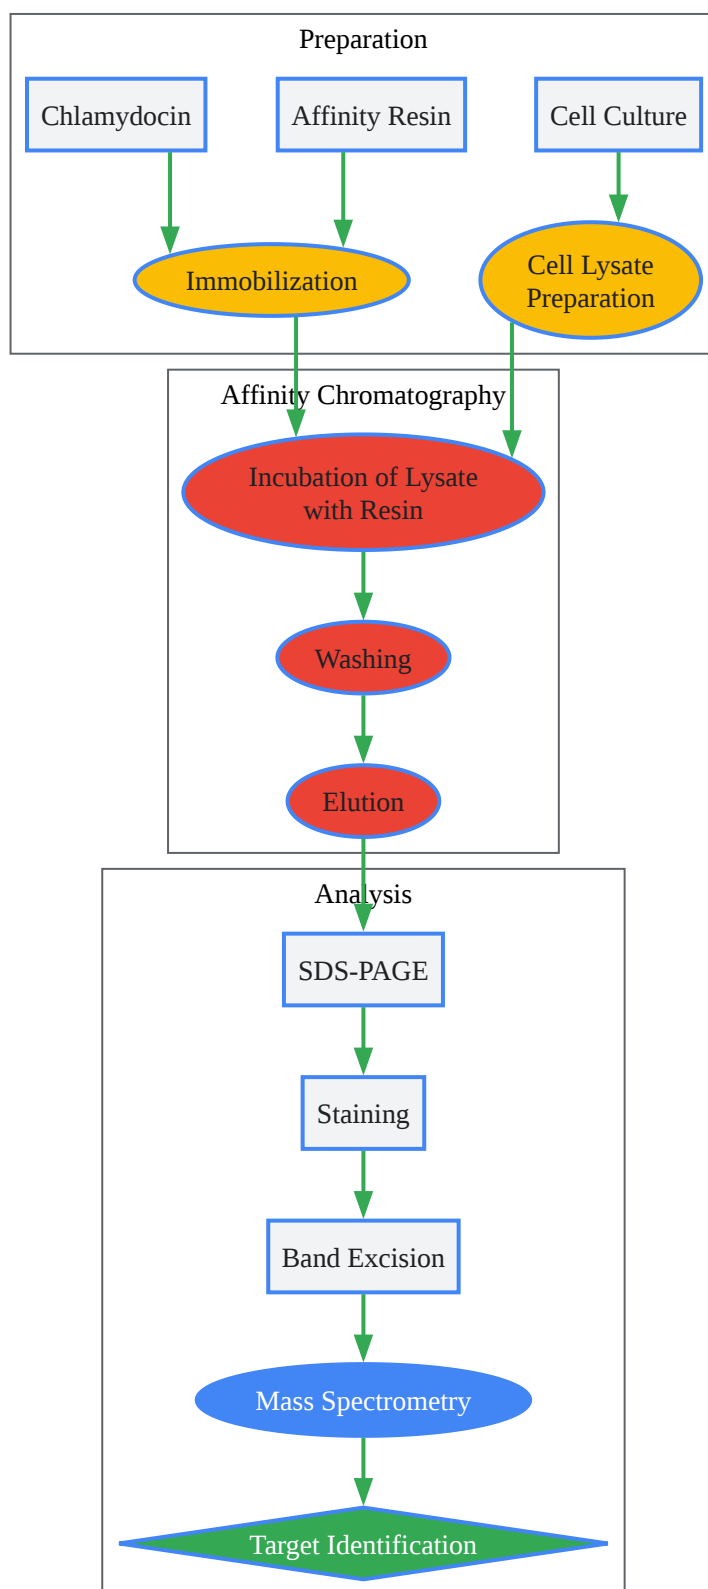 Preparation
Chlamydocin
Affinity Resin
Cell Culture
Immobilization
Cell Lysate
Preparation
Affinity Chromatography
Incubation of Lysate
with Resin
Washing
Elution
Analysis
SDS-PAGE
Staining
Band Excision
Mass Spectrometry
Target Identification